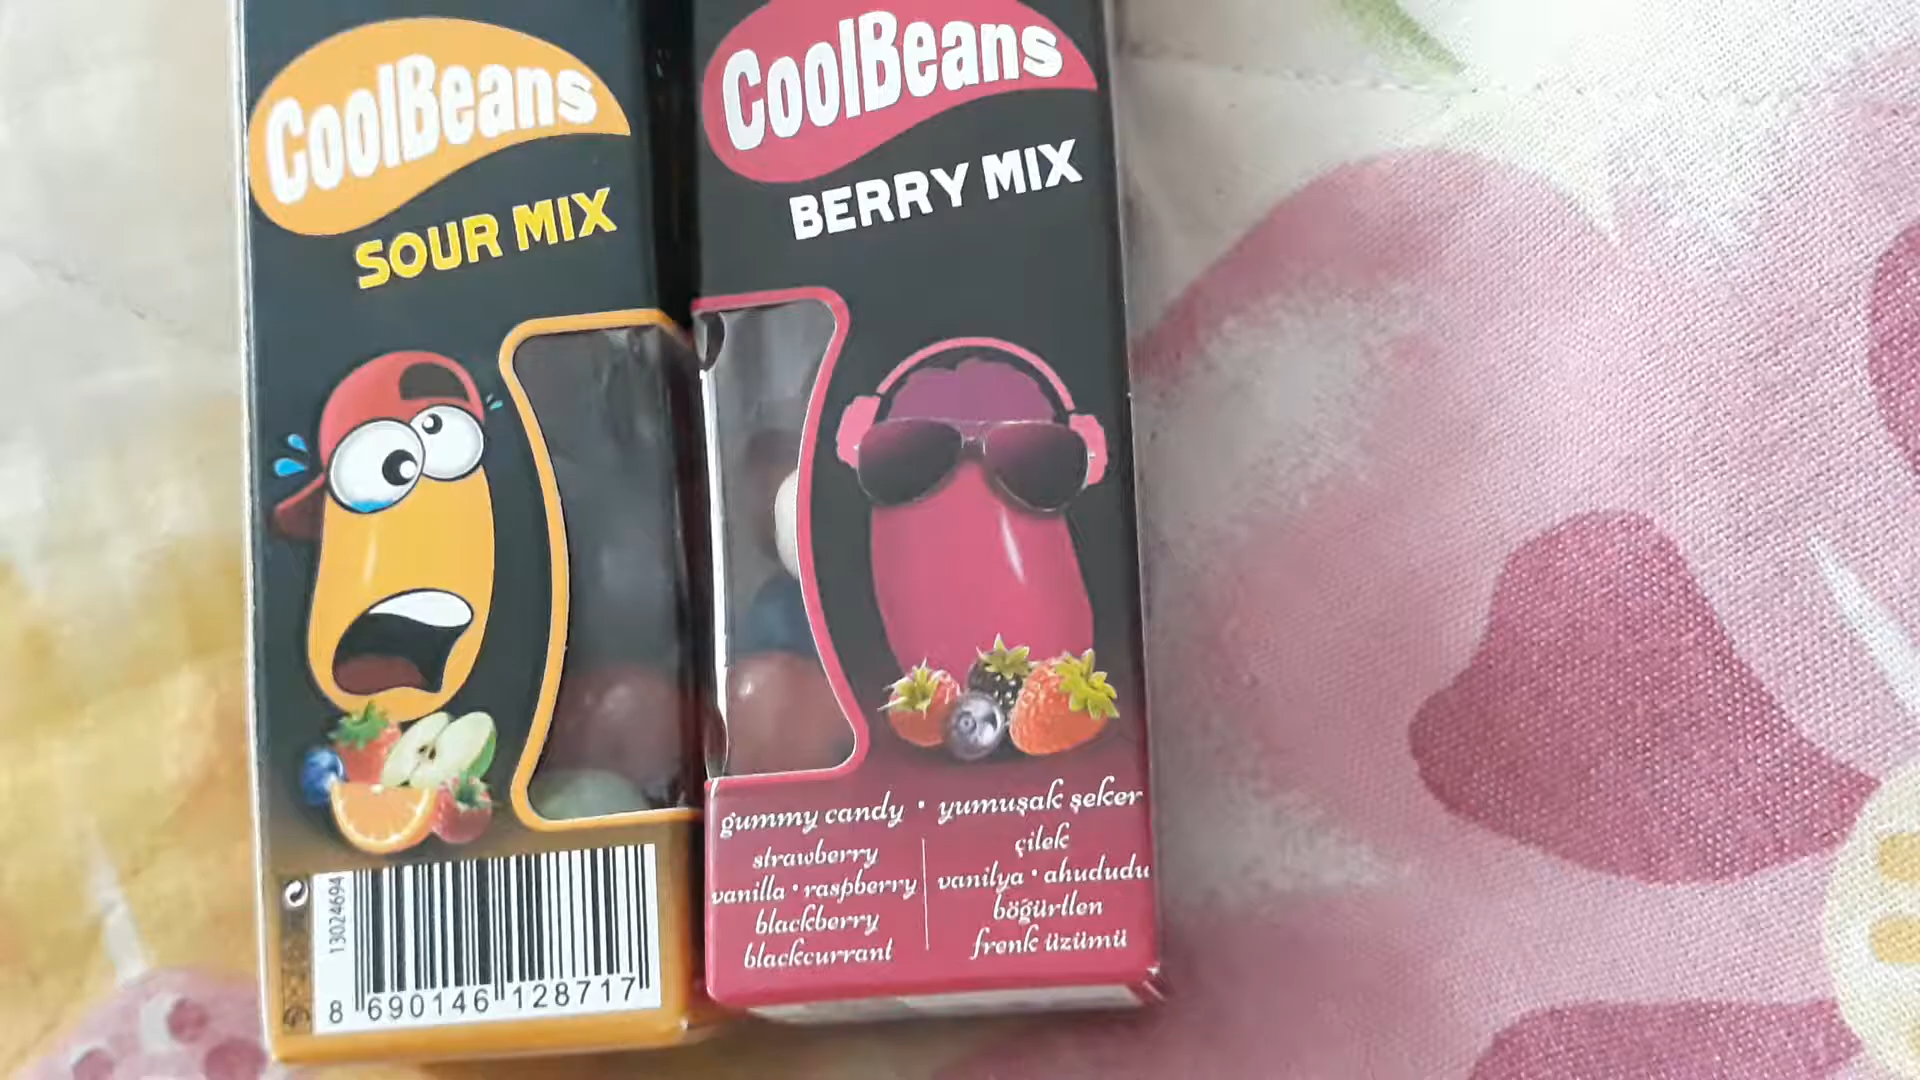 CoolBeans
SOUR MIX
13024694
8 690146 128717
CoolBeans
BERRY MIX
gummy candy • yumuşak şeker
strawberry
vanilla • raspberry
blackberry
blackcurrant
çilek
vanilya • ahududu
böğürtlen
frenk üzümü